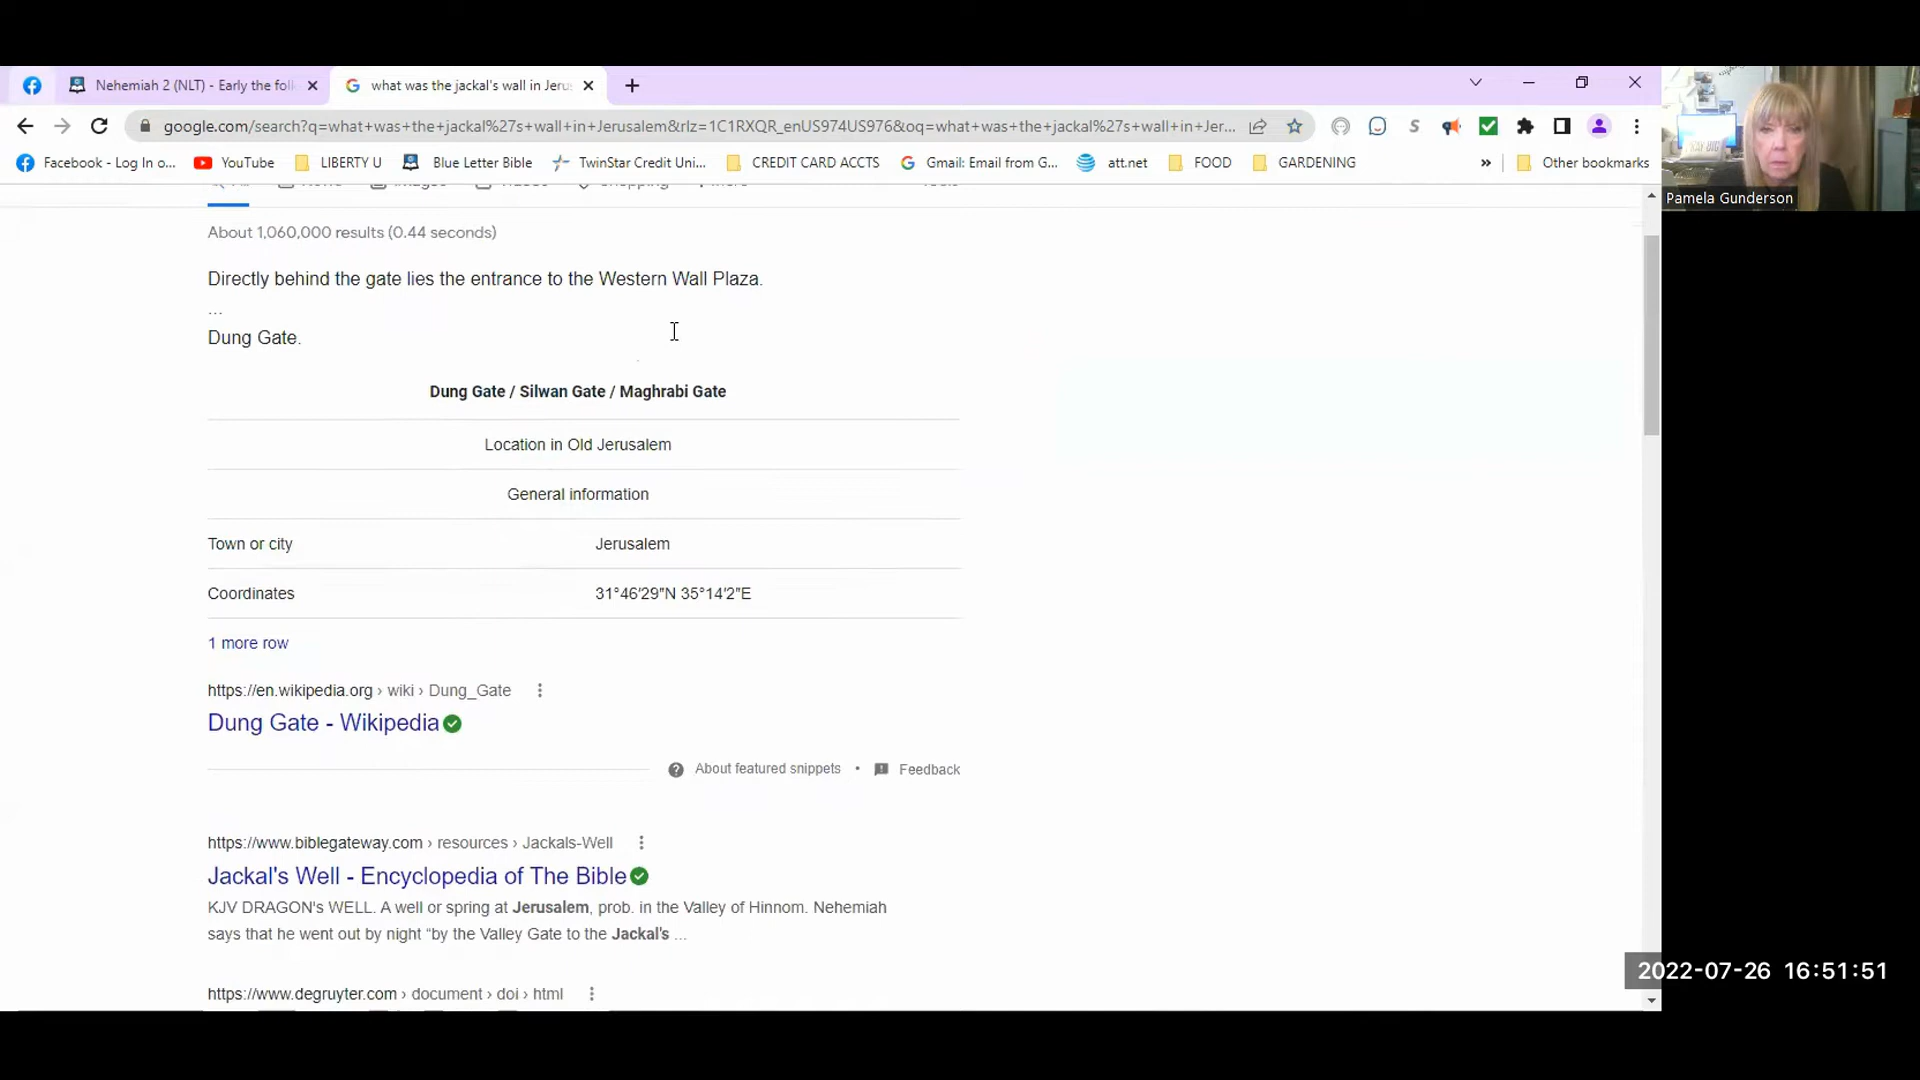 Nehemiah 2 (NLT) - Early the foll
what was the jackal's wall in Jeru
google.com/search?q=what+was+the+jackal%27s+wall+in+Jerusalem&rlz=1C1RXQR_enUS974US976&oq=what+was+the+jackal%27s+wall+in+Jer...
Facebook - Log In o...
YouTube
LIBERTY U
Blue Letter Bible
TwinStar Credit Uni...
CREDIT CARD ACCTS
Gmail: Email from G...
att.net
FOOD
GARDENING
»
Other bookmarks
Pamela Gunderson
About 1,060,000 results (0.44 seconds)
Directly behind the gate lies the entrance to the Western Wall Plaza.
...
Dung Gate.
Dung Gate / Silwan Gate / Maghrabi Gate
Location in Old Jerusalem
General information
Town or city Jerusalem
Coordinates 31°46′29″N 35°14′2″E
1 more row
https://en.wikipedia.org › wiki › Dung_Gate
Dung Gate - Wikipedia
About featured snippets • Feedback
https://www.biblegateway.com › resources › Jackals-Well
Jackal's Well - Encyclopedia of The Bible
KJV DRAGON's WELL. A well or spring at Jerusalem, prob. in the Valley of Hinnom. Nehemiah
says that he went out by night “by the Valley Gate to the Jackal's ...
https://www.degruyter.com › document › doi › html
2022-07-26 16:51:51